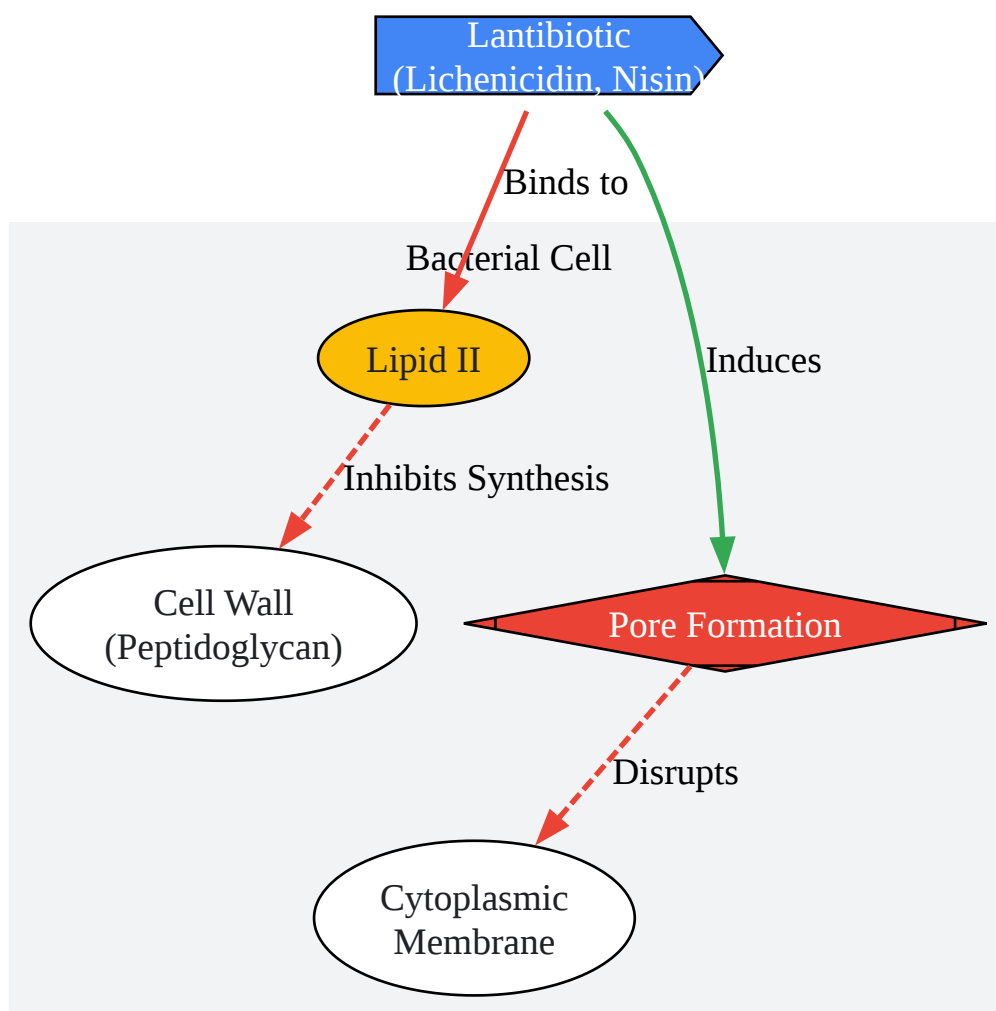 Lantibiotic
(Lichenicidin, Nisin)
Binds to
Bacterial Cell
Lipid II
Induces
Inhibits Synthesis
Cell Wall
(Peptidoglycan)
Pore Formation
Disrupts
Cytoplasmic
Membrane